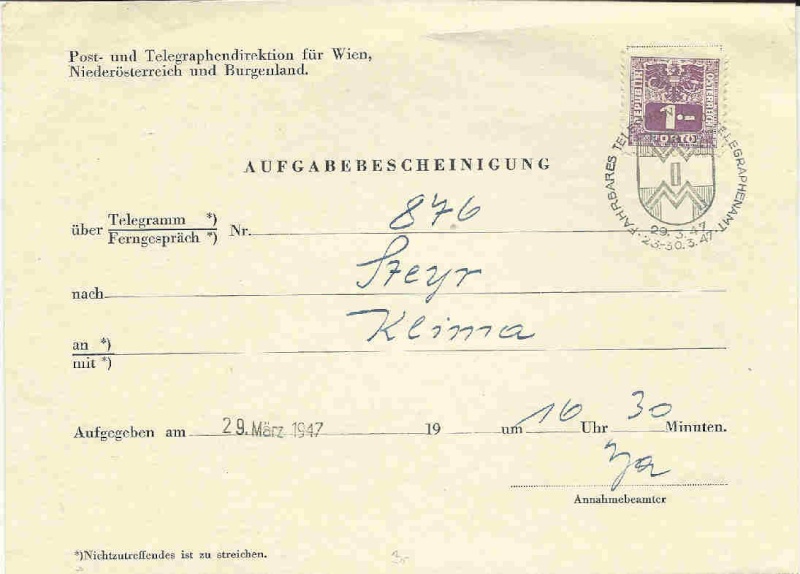 Post- und Telegraphendirektion für Wien,
Niederösterreich und Burgenland.
REPUBLIK ÖSTERREICH
1.-
PORTO
FAHRBARES TELEGRAPHENAMT
29.3.47
·23.-30.3.47·
AUFGABEBESCHEINIGUNG
über Telegramm *) Nr. 876
Ferngespräch *)
nach Steyr
an *) Klima
mit *)
Aufgegeben am 29. März 1947 19 um 16 Uhr 30 Minuten.
Annahmebeamter
*)Nichtzutreffendes ist zu streichen.